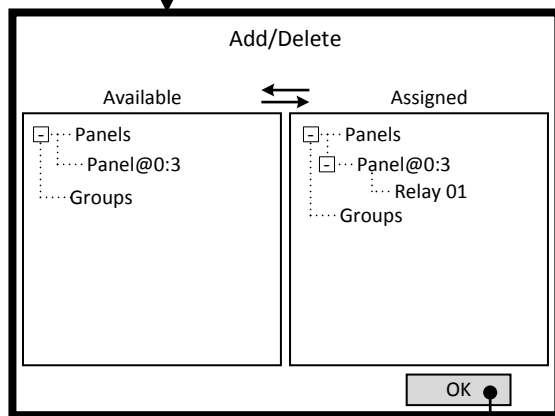 Add/Delete
Available
Assigned
Panels
Panel@0:3
Groups
Panels
Panel@0:3
Relay 01
Groups
OK